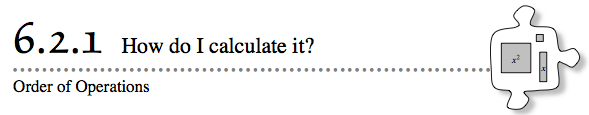 6.2.1 How do I calculate it?
x²
x
Order of Operations